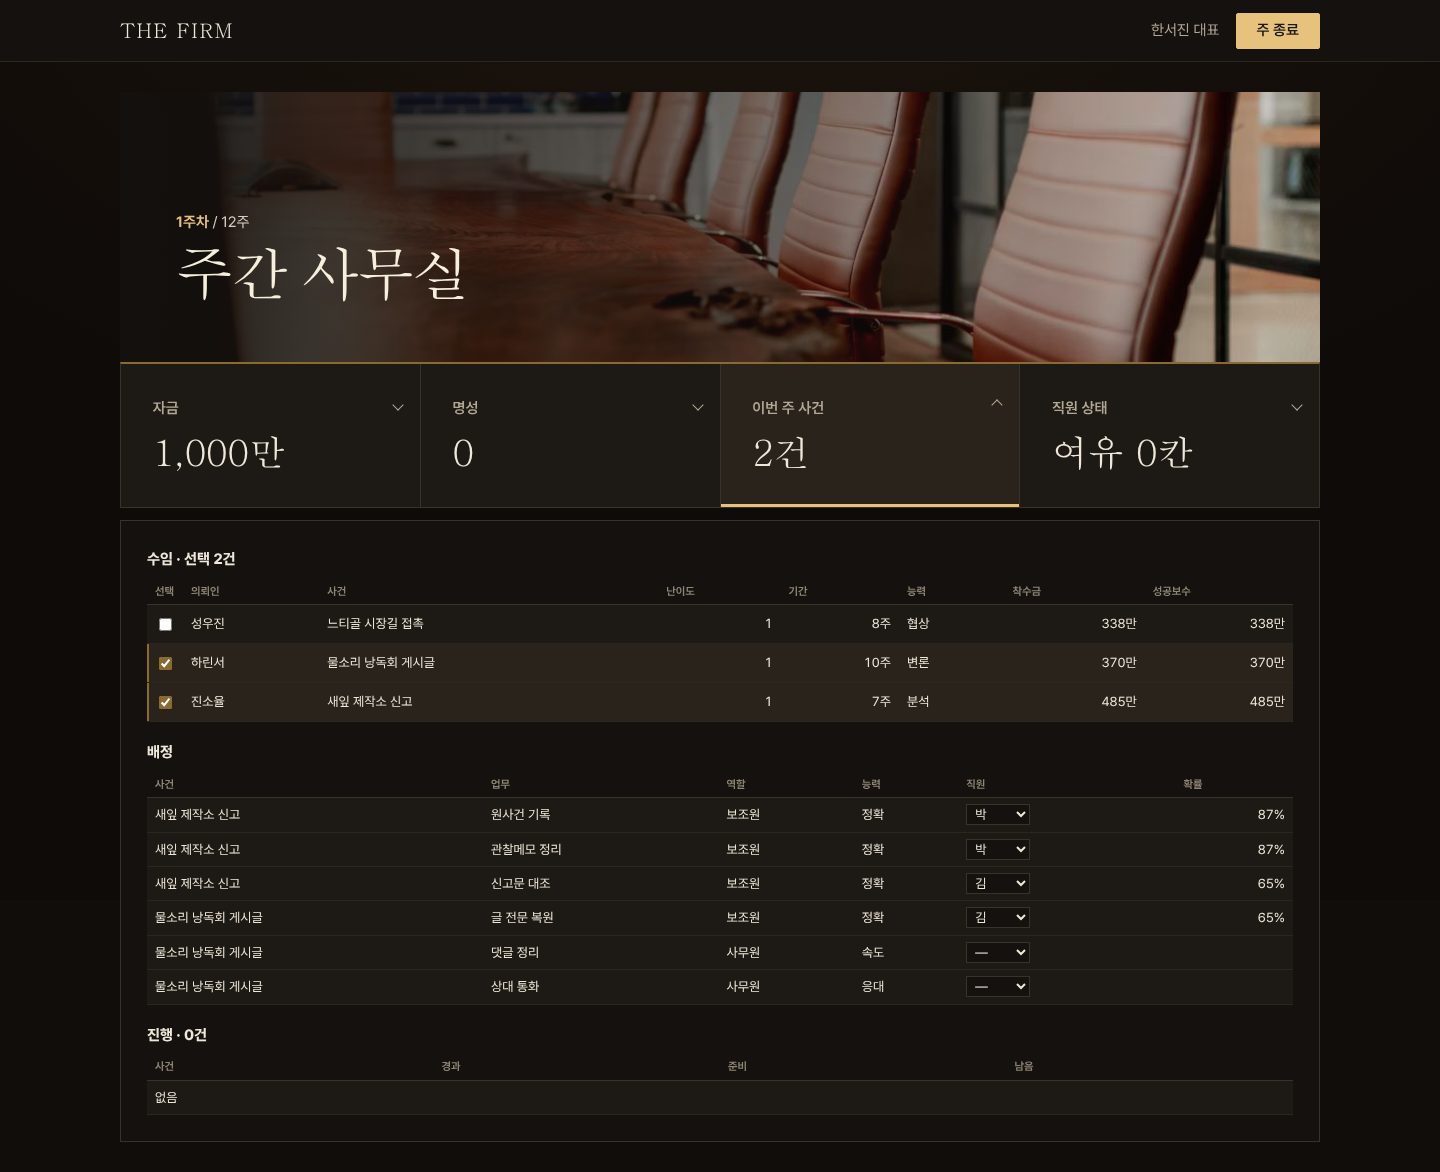 THE FIRM
한서진 대표
주 종료
1주차 / 12주
주간 사무실
자금
1,000만
명성
0
이번 주 사건
2건
직원 상태
여유 0칸
수임 · 선택 2건
선택 의뢰인 사건 난이도 기간 능력 착수금 성공보수
성우진 느티골 시장길 접촉 1 8주 협상 338만 338만
하린서 물소리 낭독회 게시글 1 10주 변론 370만 370만
진소율 새잎 제작소 신고 1 7주 분석 485만 485만
배정
사건 업무 역할 능력 직원 확률
새잎 제작소 신고 원사건 기록 보조원 정확 박 87%
새잎 제작소 신고 관찰메모 정리 보조원 정확 박 87%
새잎 제작소 신고 신고문 대조 보조원 정확 김 65%
물소리 낭독회 게시글 글 전문 복원 보조원 정확 김 65%
물소리 낭독회 게시글 댓글 정리 사무원 속도 —
물소리 낭독회 게시글 상대 통화 사무원 응대 —
진행 · 0건
사건 경과 준비 남음
없음